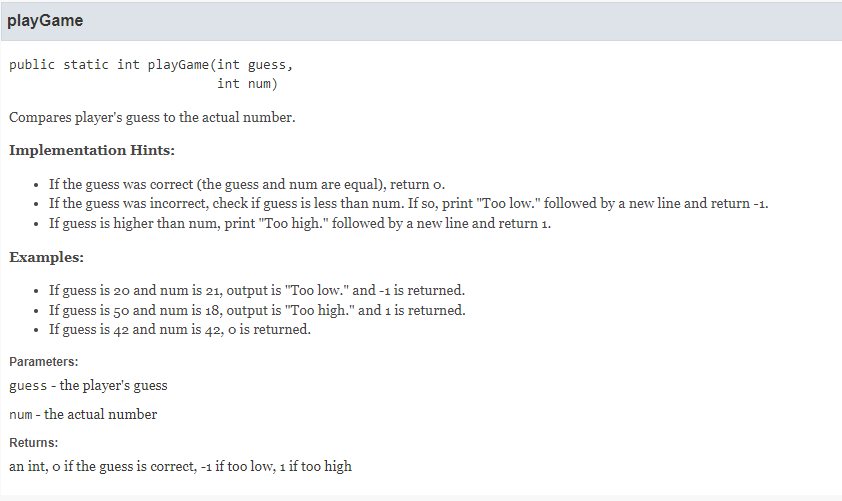 playGame
public static int playGame(int guess,
int num)
Compares player's guess to the actual number.
Implementation Hints:
• If the guess was correct (the guess and num are equal), return 0.
• If the guess was incorrect, check if guess is less than num. If so, print "Too low." followed by a new line and return -1.
• If guess is higher than num, print "Too high." followed by a new line and return 1.
Examples:
• If guess is 20 and num is 21, output is "Too low." and -1 is returned.
• If guess is 50 and num is 18, output is "Too high." and 1 is returned.
• If guess is 42 and num is 42, 0 is returned.
Parameters:
guess - the player's guess
num - the actual number
Returns:
an int, 0 if the guess is correct, -1 if too low, 1 if too high